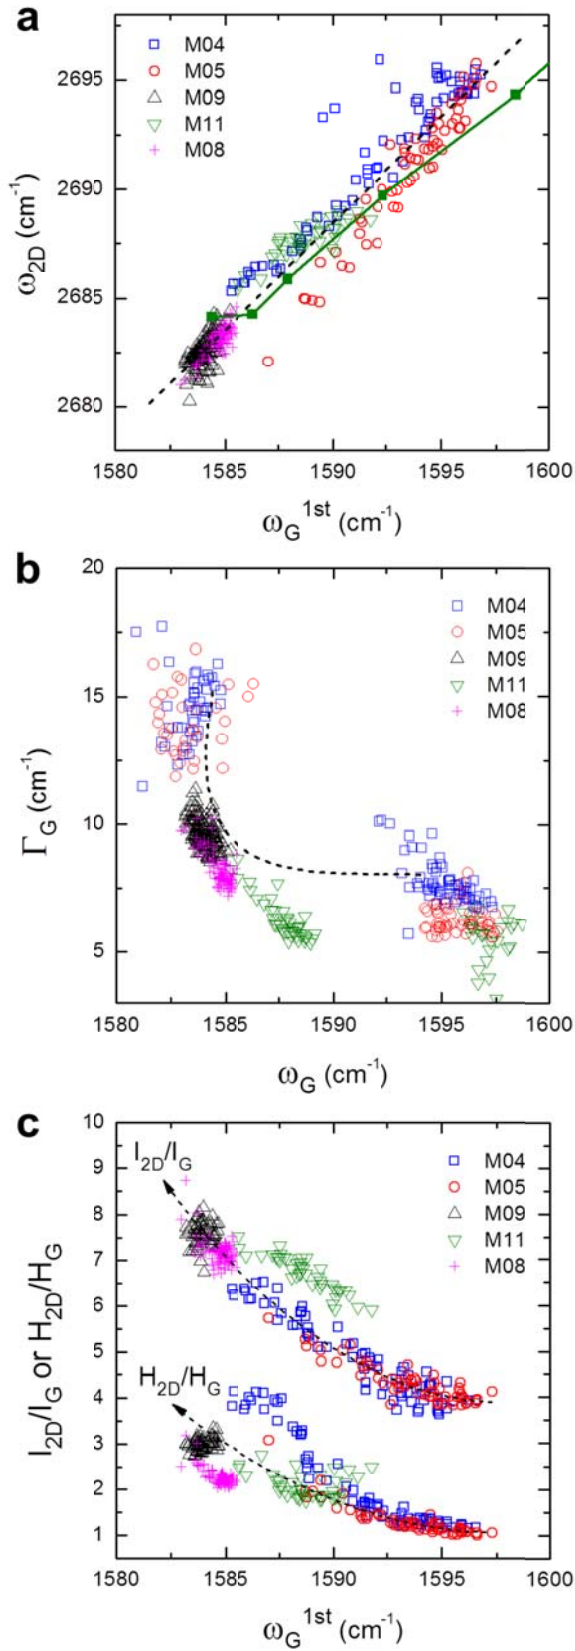 a
M04
M05
M09
M11
M08
2695
2690
2685
2680
ω2D (cm-1)
1580 1585 1590 1595 1600
ωG1st (cm-1)
b
20
15
10
5
M04
M05
M09
M11
M08
ΓG (cm-1)
1580 1585 1590 1595 1600
ωG (cm-1)
c
10
9
8
7
6
5
4
3
2
1
I2D/IG
M04
M05
M09
M11
M08
H2D/HG
I2D/IG or H2D/HG
1580 1585 1590 1595 1600
ωG1st (cm-1)